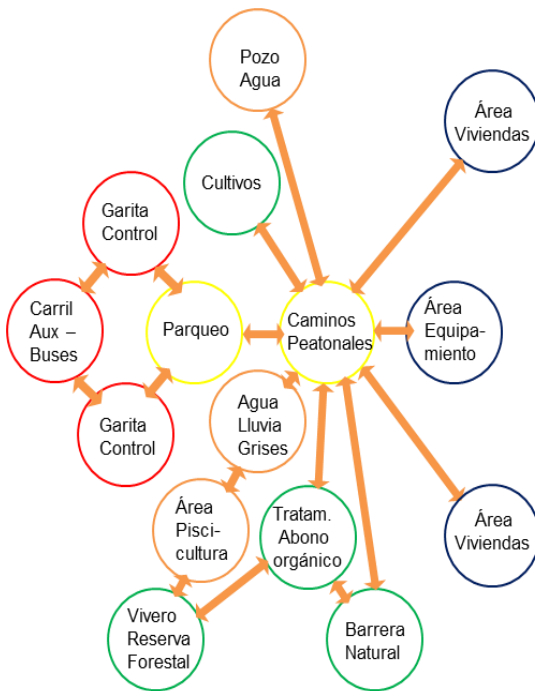 Pozo
Agua
Área
Viviendas
Cultivos
Garita
Control
Carril
Aux –
Buses
Parqueo
Caminos
Peatonales
Área
Equipa-
miento
Garita
Control
Agua
Lluvia
Grises
Área
Pisci-
cultura
Tratam.
Abono
orgánico
Área
Viviendas
Vivero
Reserva
Forestal
Barrera
Natural